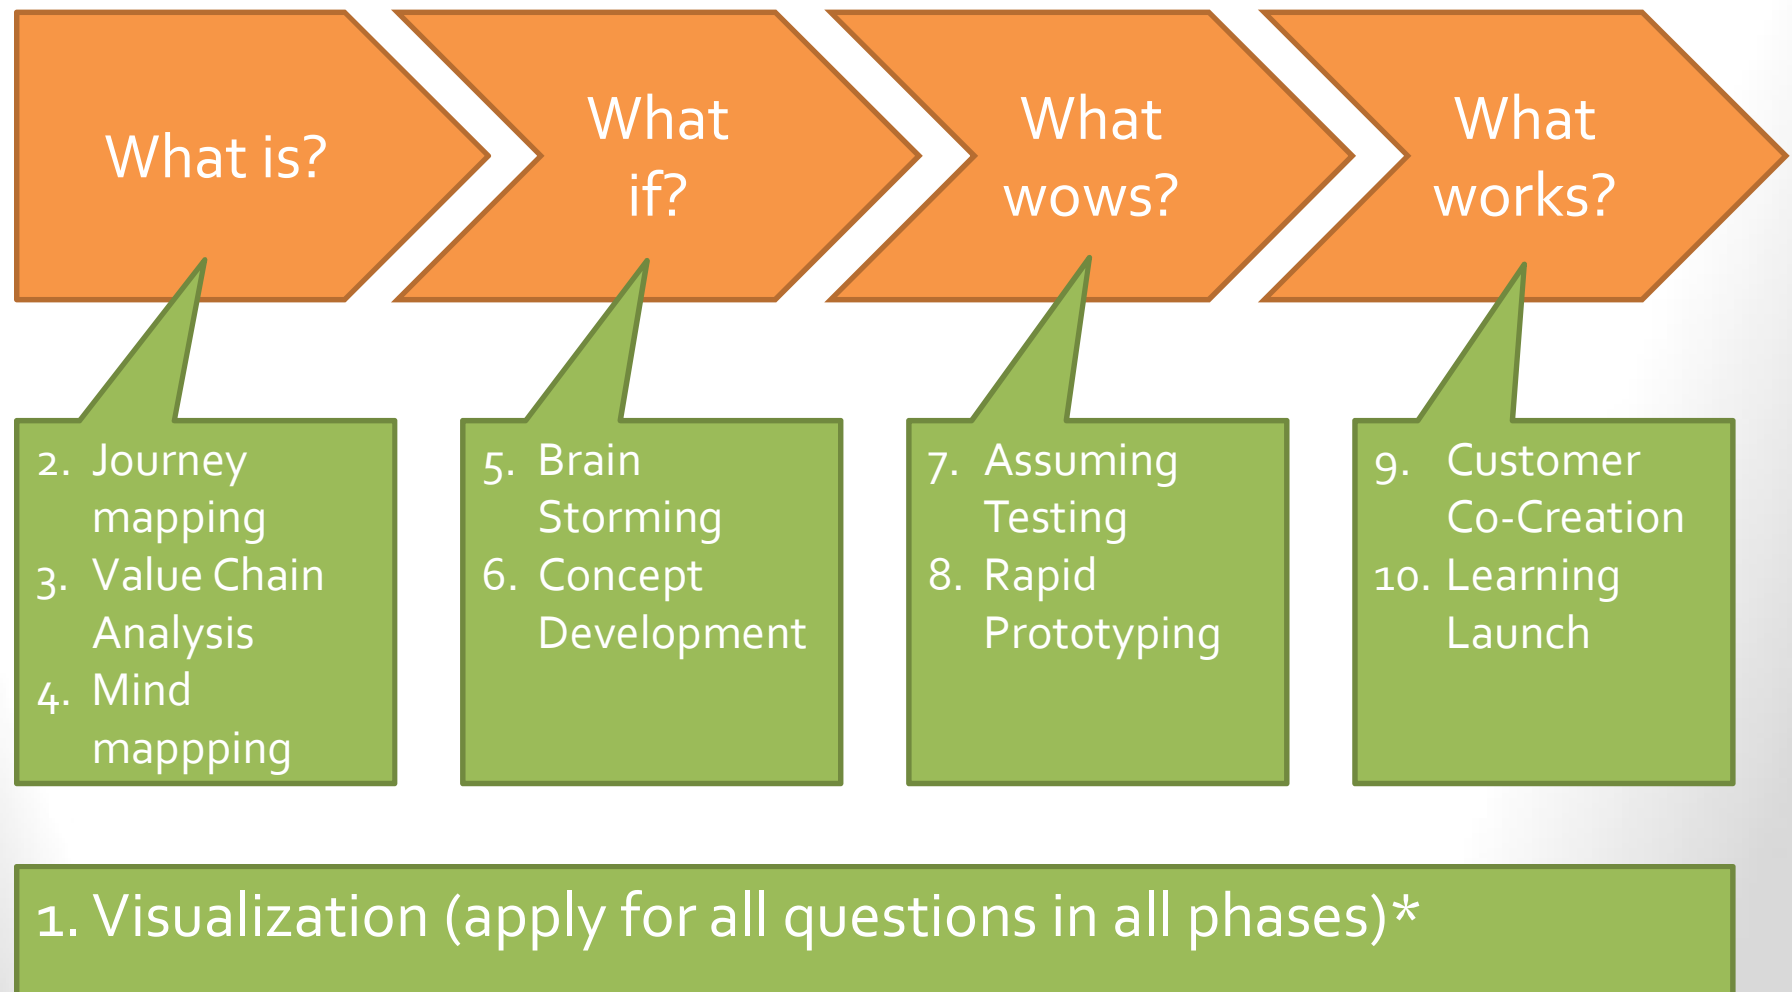 What is?
What
if?
What
wows?
What
works?
2. Journey
mapping
3. Value Chain
Analysis
4. Mind
mappping
5. Brain
Storming
6. Concept
Development
7. Assuming
Testing
8. Rapid
Prototyping
9. Customer
Co-Creation
10. Learning
Launch
1. Visualization (apply for all questions in all phases)*